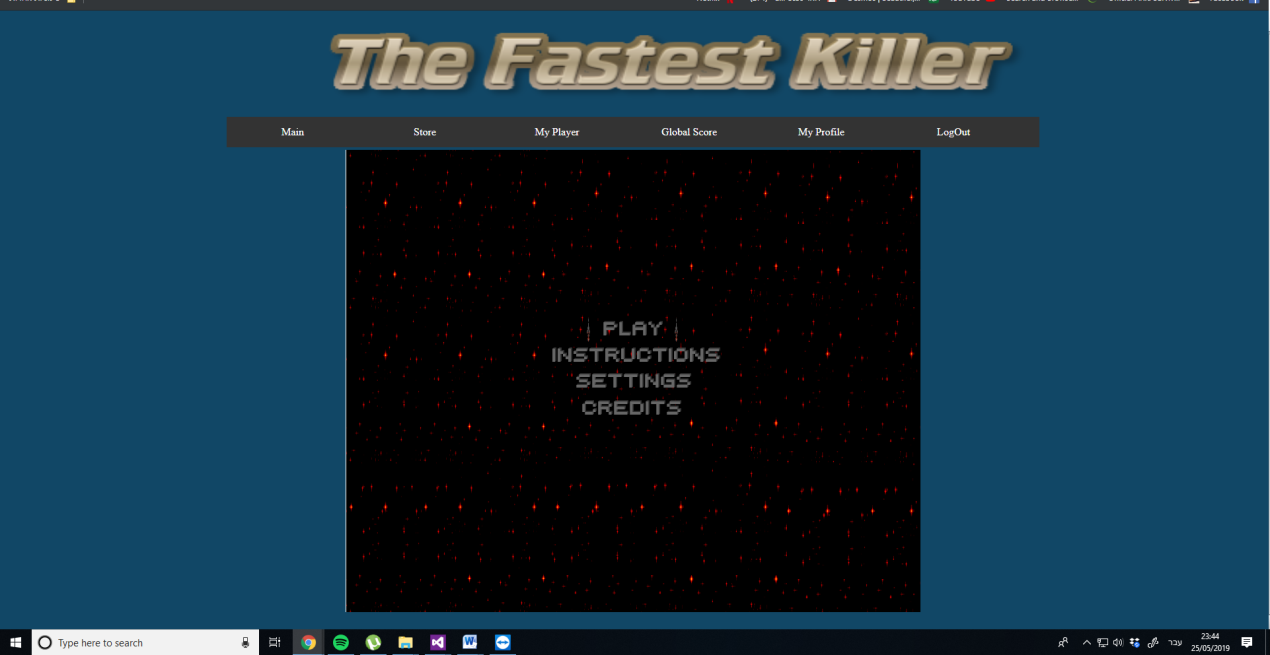 The Fastest Killer
Main Store My Player Global Score My Profile LogOut
PLAY
INSTRUCTIONS
SETTINGS
CREDITS
Type here to search
עבר
23:44
25/05/2019